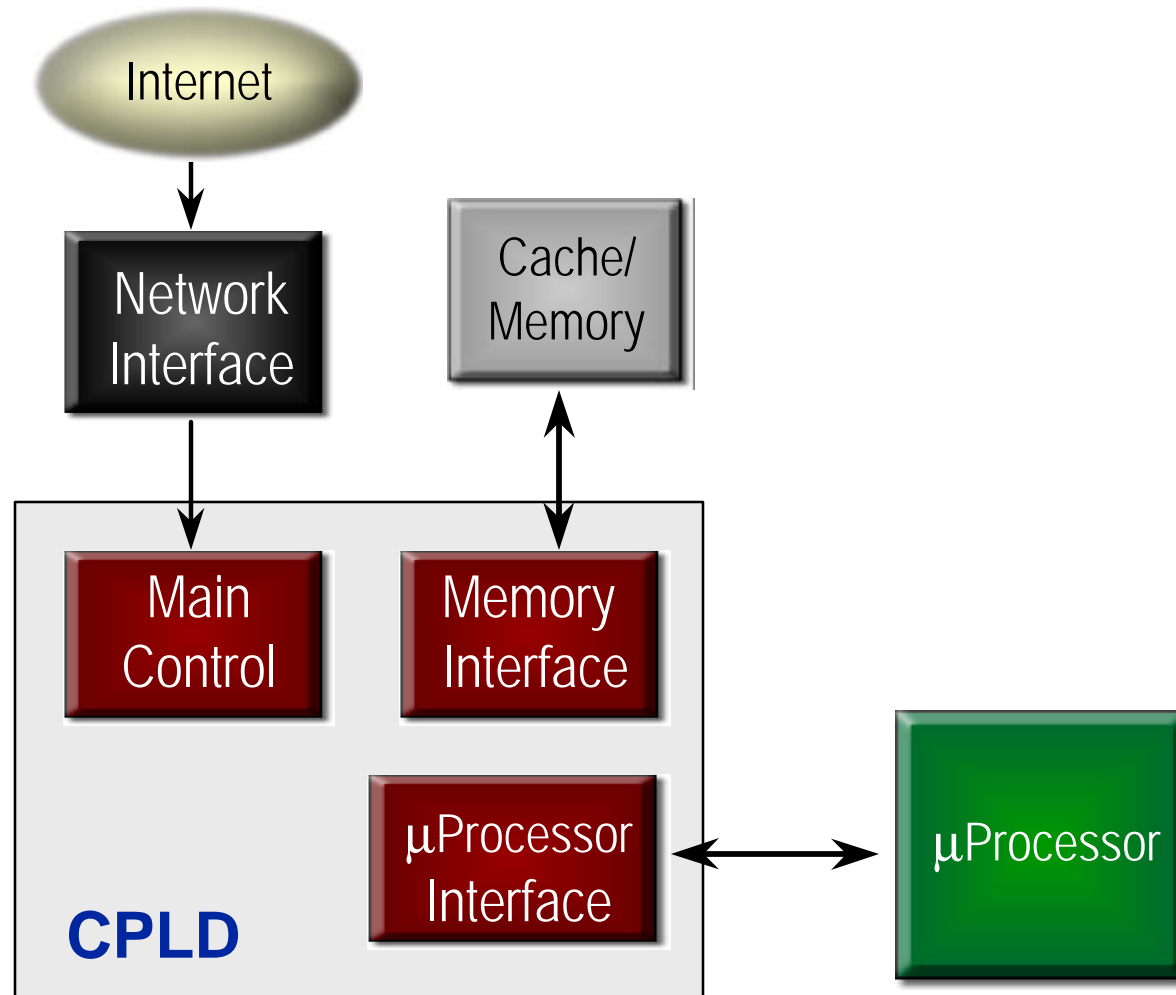 Internet
Network
Interface
Cache/
Memory
Main
Control
Memory
Interface
μProcessor
Interface
μProcessor
CPLD